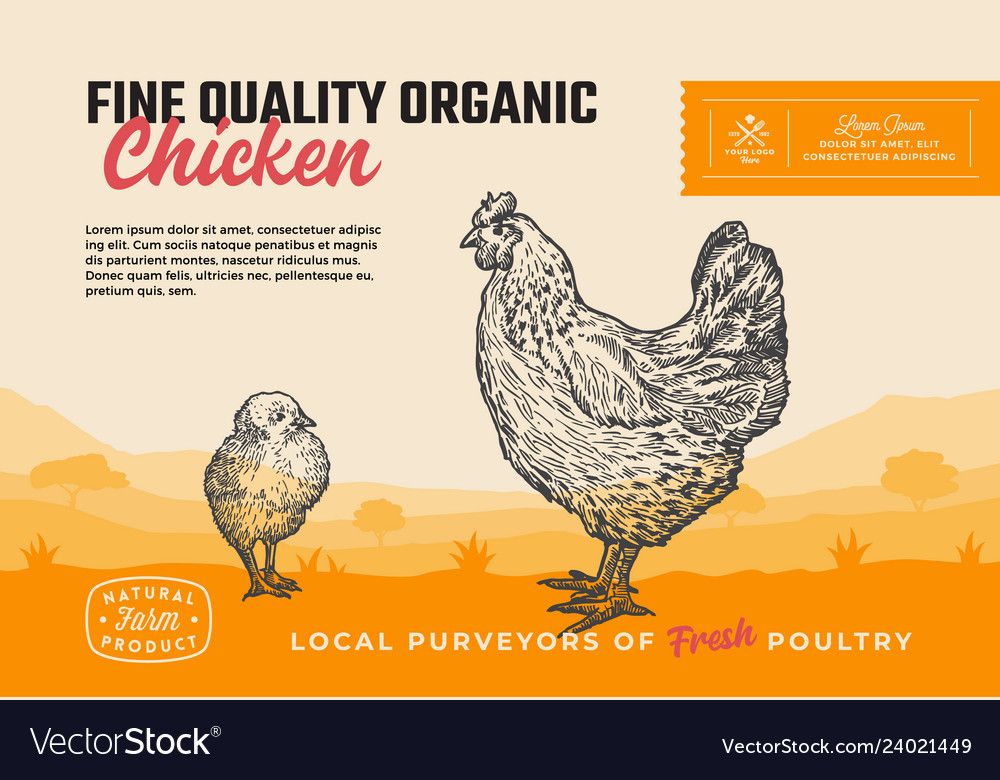 FINE QUALITY ORGANIC
Chicken
Lorem ipsum dolor sit amet, consectetuer adipisc
ing elit. Cum sociis natoque penatibus et magnis
dis parturient montes, nascetur ridiculus mus.
Donec quam felis, ultricies nec, pellentesque eu,
pretium quis, sem.
ESTD 1982
YOUR LOGO
Here
Lorem Ipsum
DOLOR SIT AMET, ELIT
CONSECTETUER ADIPISCING
NATURAL
Farm
PRODUCT
LOCAL PURVEYORS OF Fresh POULTRY
VectorStock®
VectorStock.com/24021449